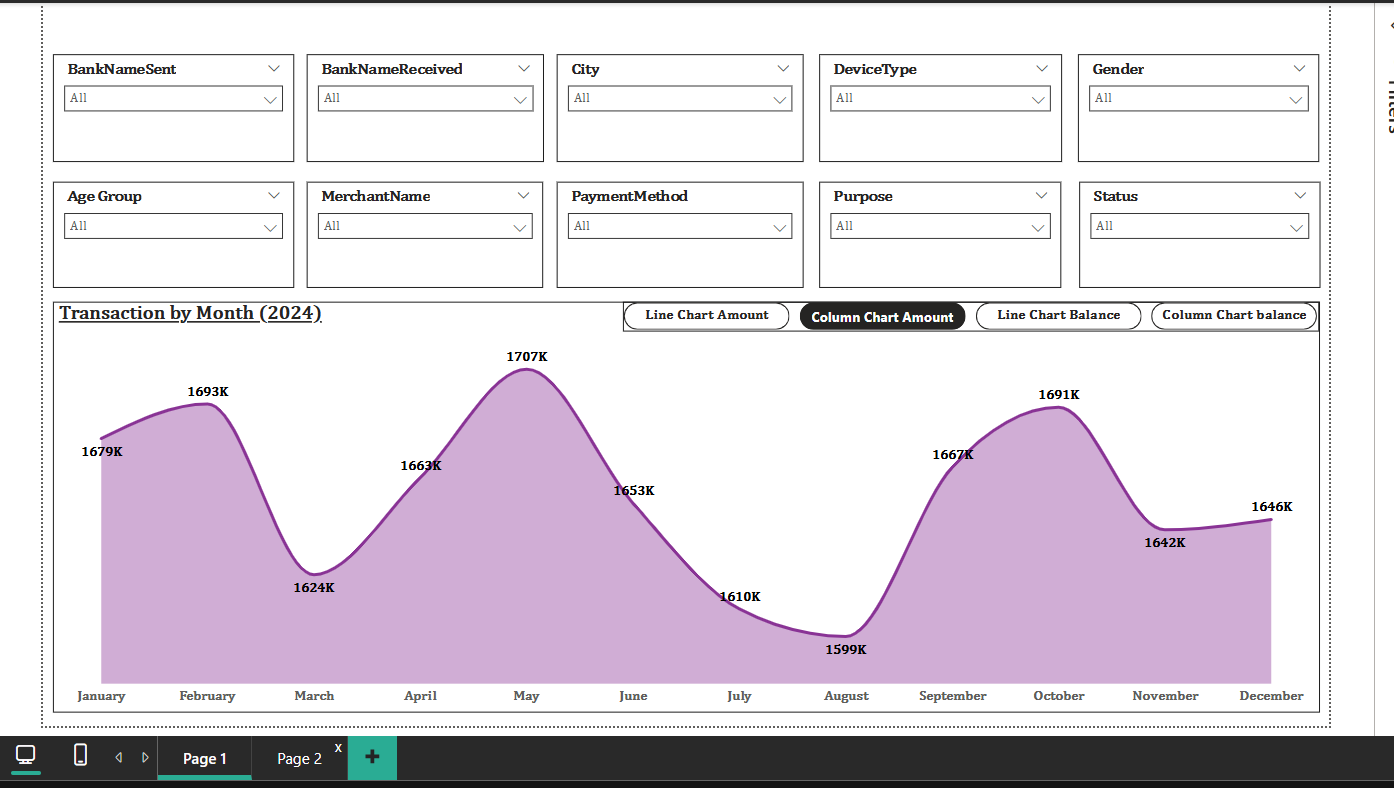 BankNameSent
All
BankNameReceived
All
City
All
DeviceType
All
Gender
All
Age Group
All
MerchantName
All
PaymentMethod
All
Purpose
All
Status
All
Transaction by Month (2024)
Line Chart Amount
Column Chart Amount
Line Chart Balance
Column Chart balance
1679K
1693K
1624K
1663K
1707K
1653K
1610K
1599K
1667K
1691K
1642K
1646K
January February March April May June July August September October November December
Page 1
Page 2
x
+